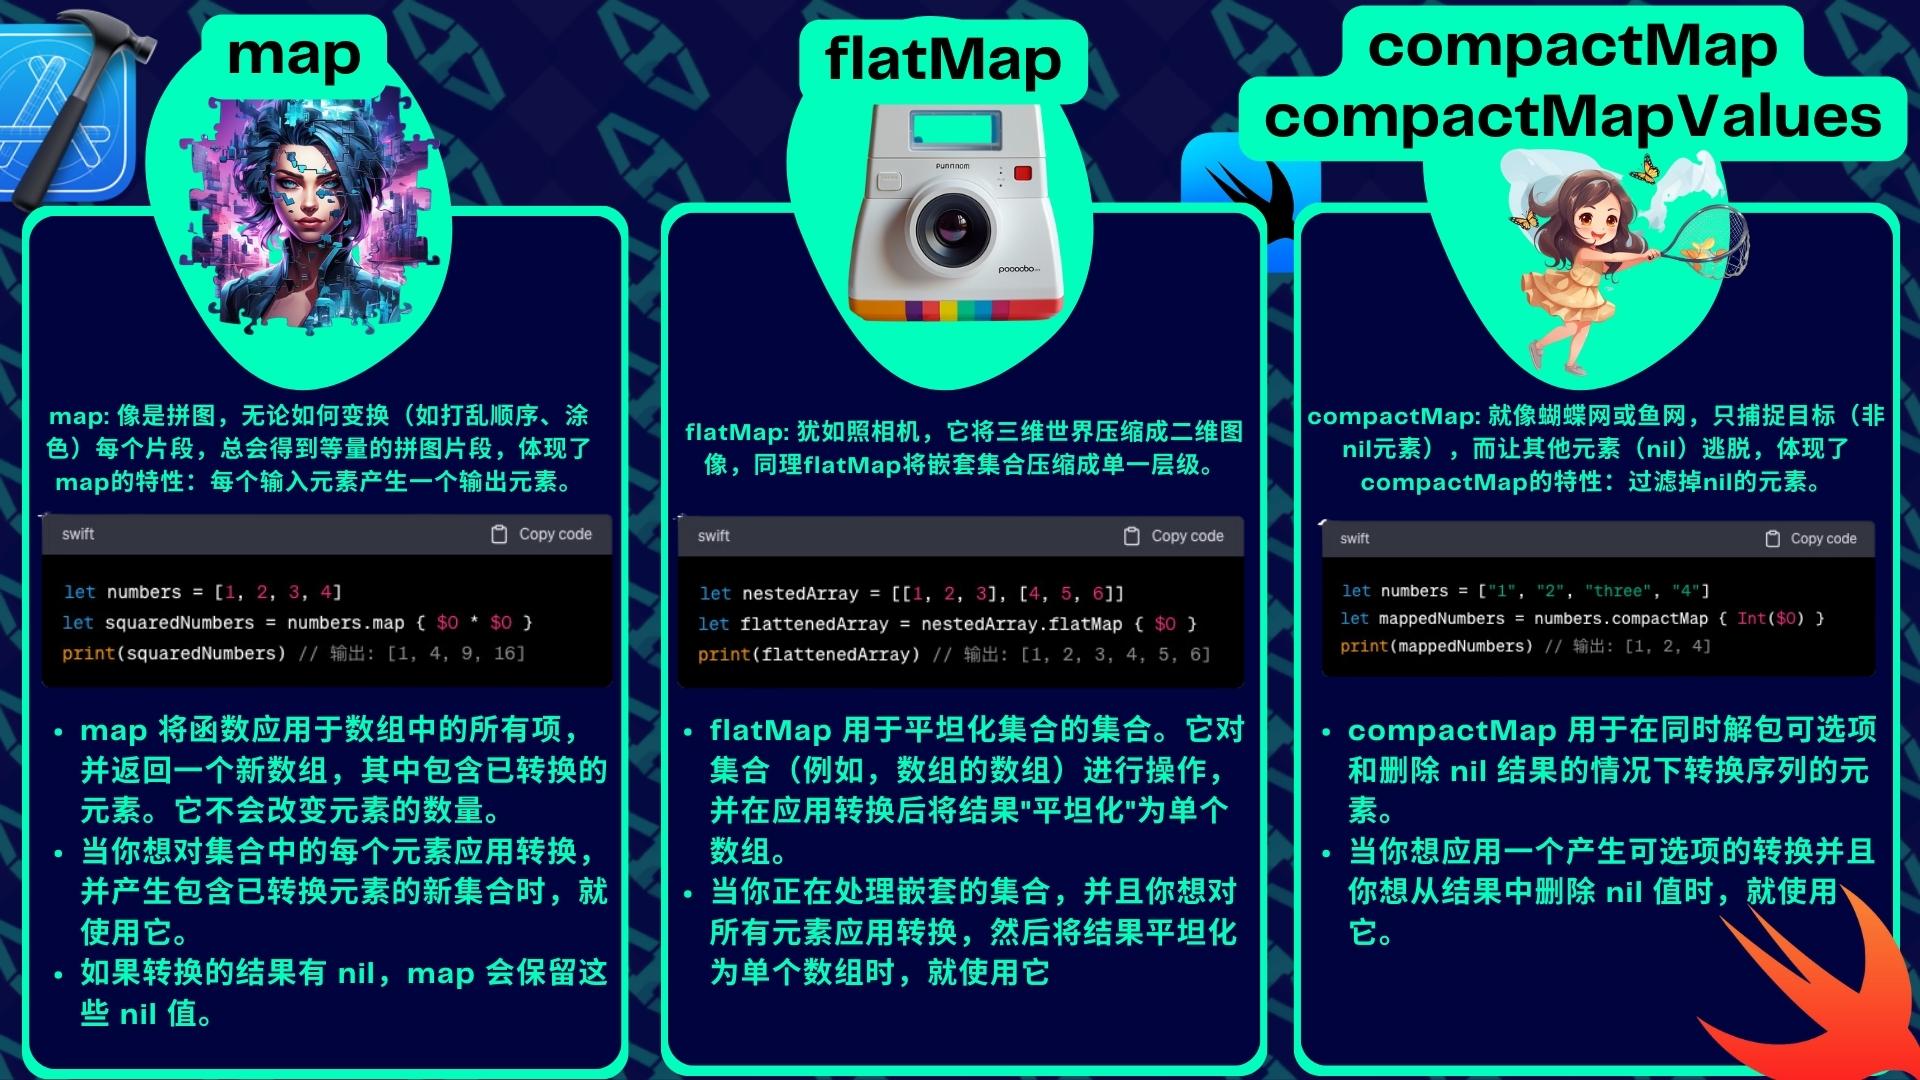 map
map: 像是拼图，无论如何变换（如打乱顺序、涂
色）每个片段，总会得到等量的拼图片段，体现了
map的特性：每个输入元素产生一个输出元素。
swift
Copy code
let numbers = [1, 2, 3, 4]
let squaredNumbers = numbers.map { $0 * $0 }
print(squaredNumbers) // 输出: [1, 4, 9, 16]
• map 将函数应用于数组中的所有项，
并返回一个新数组，其中包含已转换的
元素。它不会改变元素的数量。
• 当你想对集合中的每个元素应用转换，
并产生包含已转换元素的新集合时，就
使用它。
• 如果转换的结果有 nil，map 会保留这
些 nil 值。
flatMap
flatMap: 犹如照相机，它将三维世界压缩成二维图
像，同理flatMap将嵌套集合压缩成单一层级。
swift
Copy code
let nestedArray = [[1, 2, 3], [4, 5, 6]]
let flattenedArray = nestedArray.flatMap { $0 }
print(flattenedArray) // 输出: [1, 2, 3, 4, 5, 6]
• flatMap 用于平坦化集合的集合。它对
集合（例如，数组的数组）进行操作，
并在应用转换后将结果"平坦化"为单个
数组。
• 当你正在处理嵌套的集合，并且你想对
所有元素应用转换，然后将结果平坦化
为单个数组时，就使用它
compactMap
compactMapValues
compactMap: 就像蝴蝶网或鱼网，只捕捉目标（非
nil元素），而让其他元素（nil）逃脱，体现了
compactMap的特性：过滤掉nil的元素。
swift
Copy code
let numbers = ["1", "2", "three", "4"]
let mappedNumbers = numbers.compactMap { Int($0) }
print(mappedNumbers) // 输出: [1, 2, 4]
• compactMap 用于在同时解包可选项
和删除 nil 结果的情况下转换序列的元
素。
• 当你想应用一个产生可选项的转换并且
你想从结果中删除 nil 值时，就使用
它。